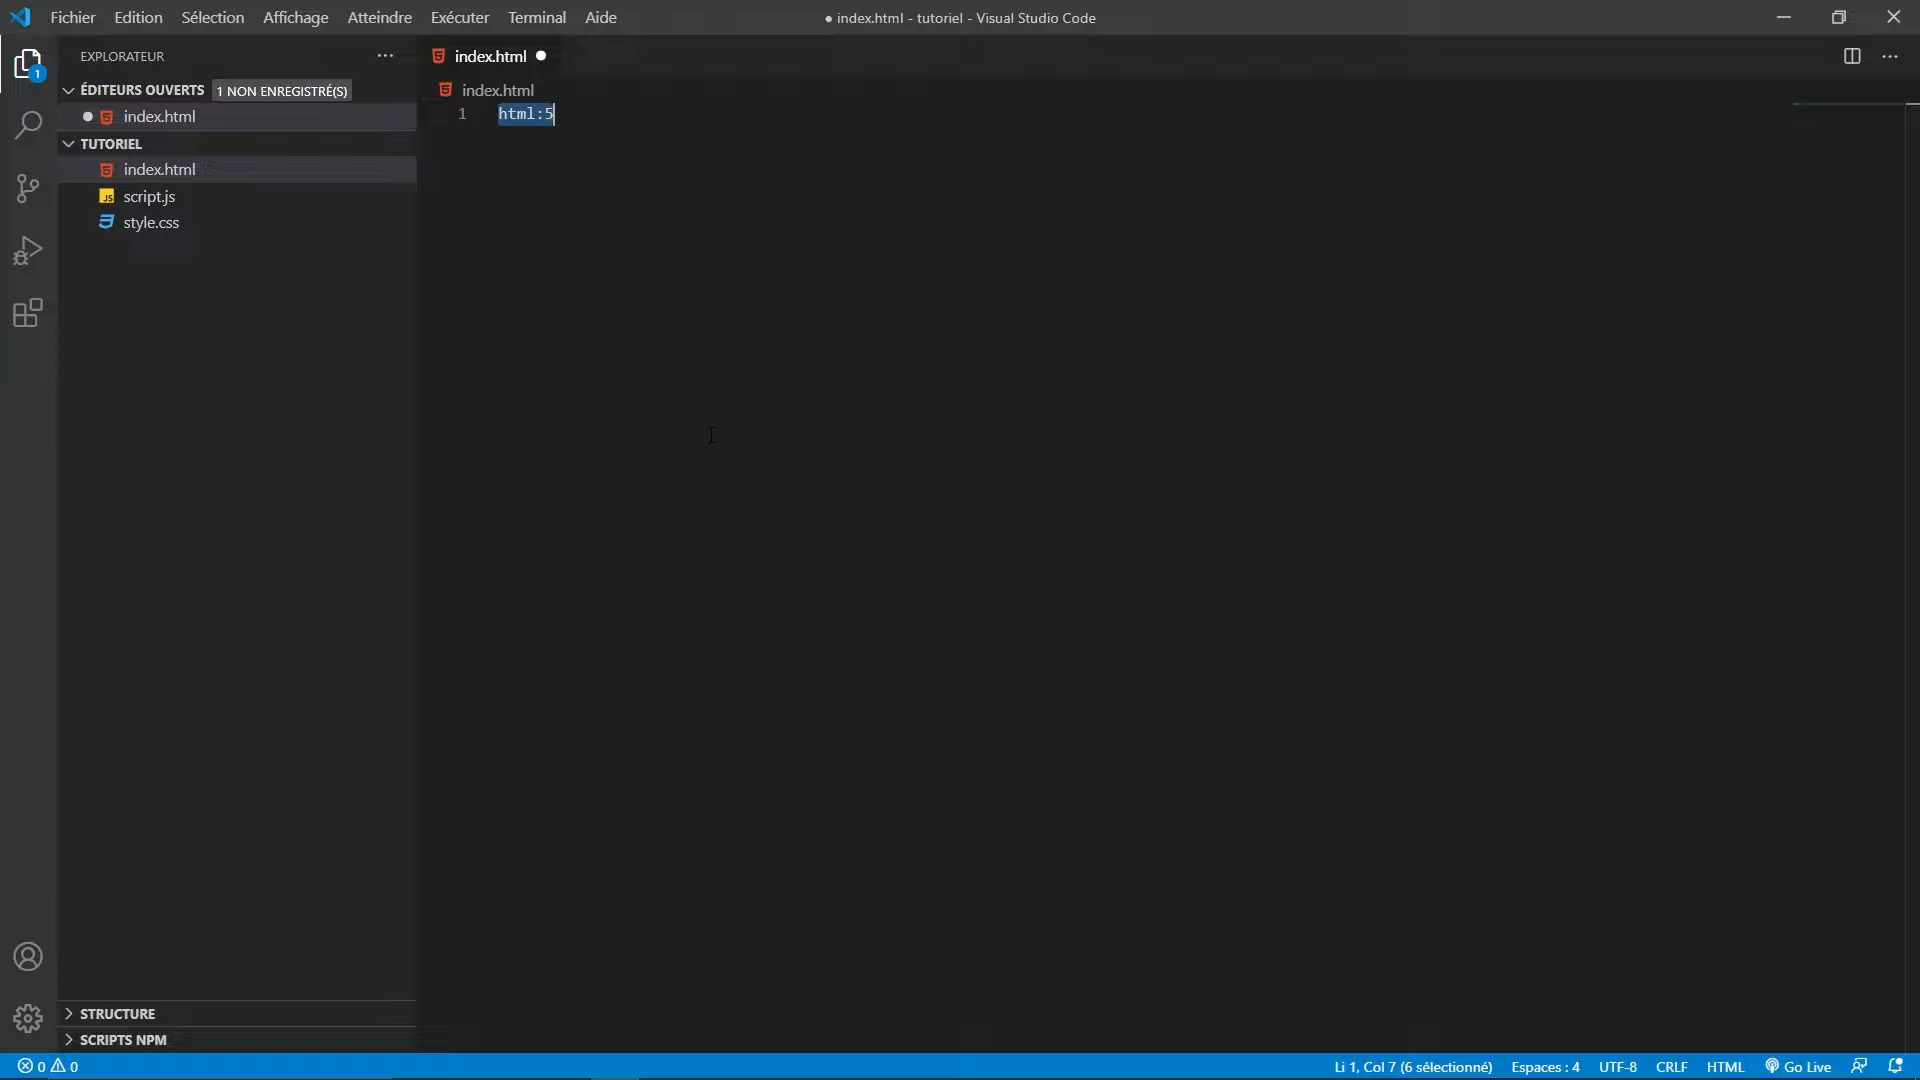 Fichier Edition Sélection Affichage Atteindre Exécuter Terminal Aide
● index.html - tutoriel - Visual Studio Code
EXPLORATEUR
index.html
1
ÉDITEURS OUVERTS 1 NON ENREGISTRÉ(S)
index.html
index.html
1 html:5
TUTORIEL
index.html
JS script.js
style.css
STRUCTURE
SCRIPTS NPM
0 0
Li 1, Col 7 (6 sélectionné) Espaces : 4 UTF-8 CRLF HTML Go Live